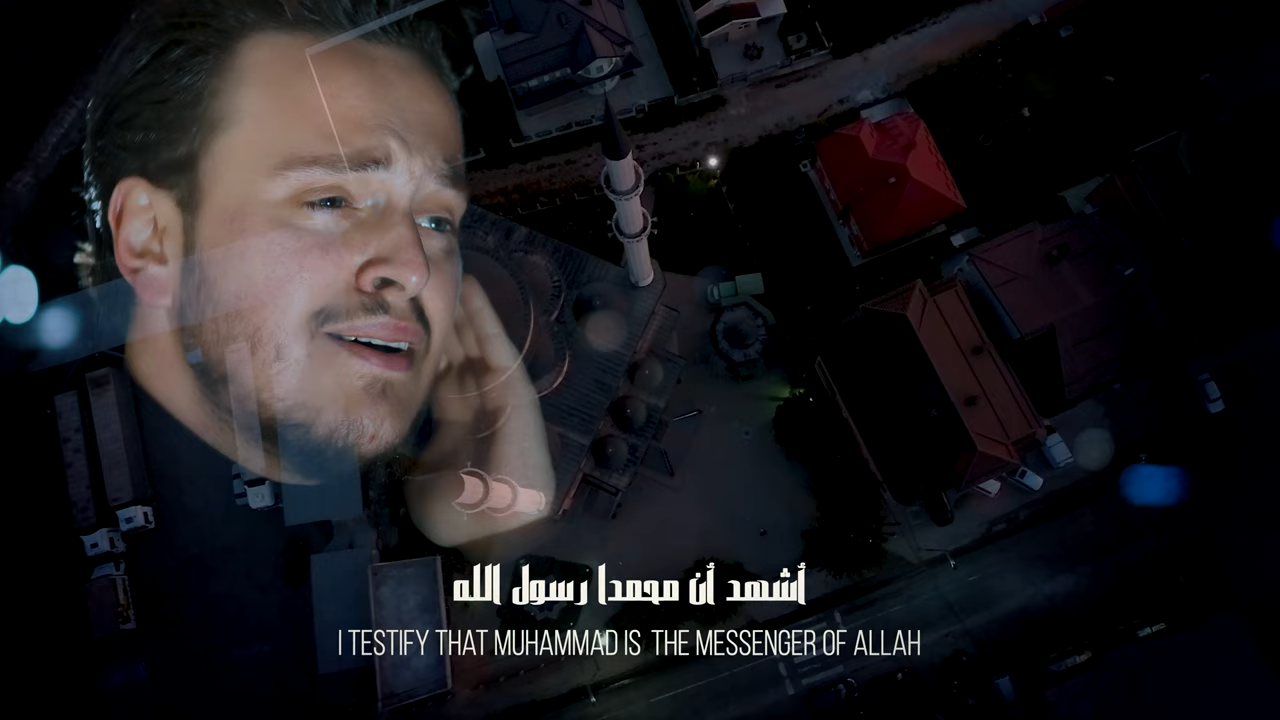 أشهد أن محمدا رسول الله
I TESTIFY THAT MUHAMMAD IS THE MESSENGER OF ALLAH